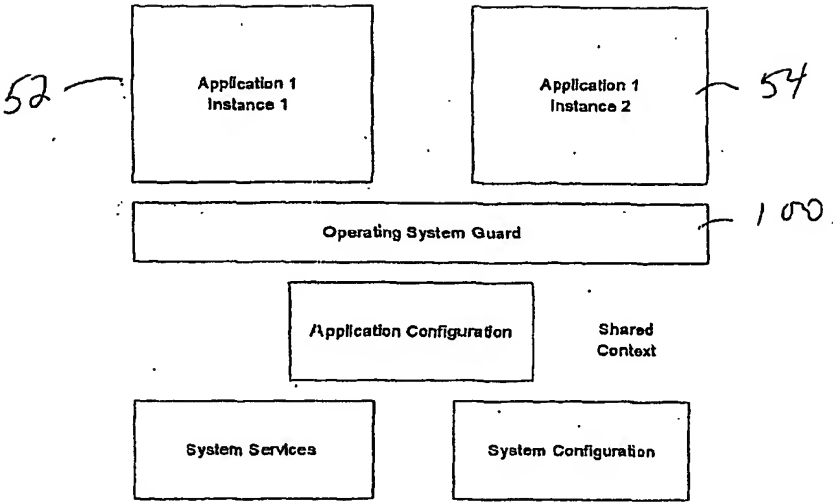 Application 1
Instance 1
Application 1
Instance 2
52
54
Operating System Guard
100
Application Configuration
Shared
Context
System Services
System Configuration